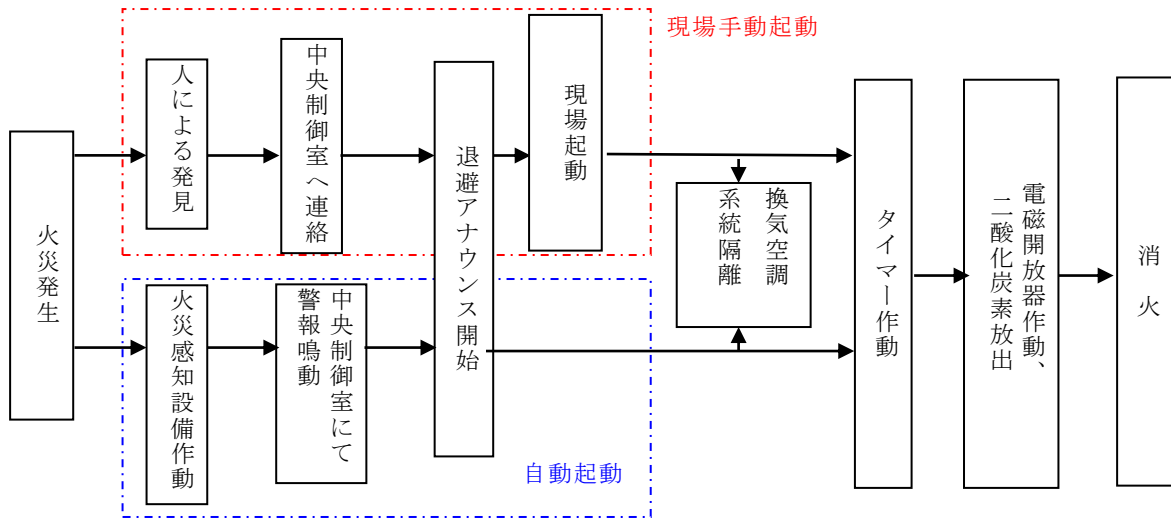 現場手動起動
火災発生
人による発見
中央制御室へ連絡
退避アナウンス開始
現場起動
換気空調
系統隔離
タイマー作動
電磁開放器作動、
二酸化炭素放出
消火
火災感知設備作動
中央制御室にて
警報鳴動
自動起動